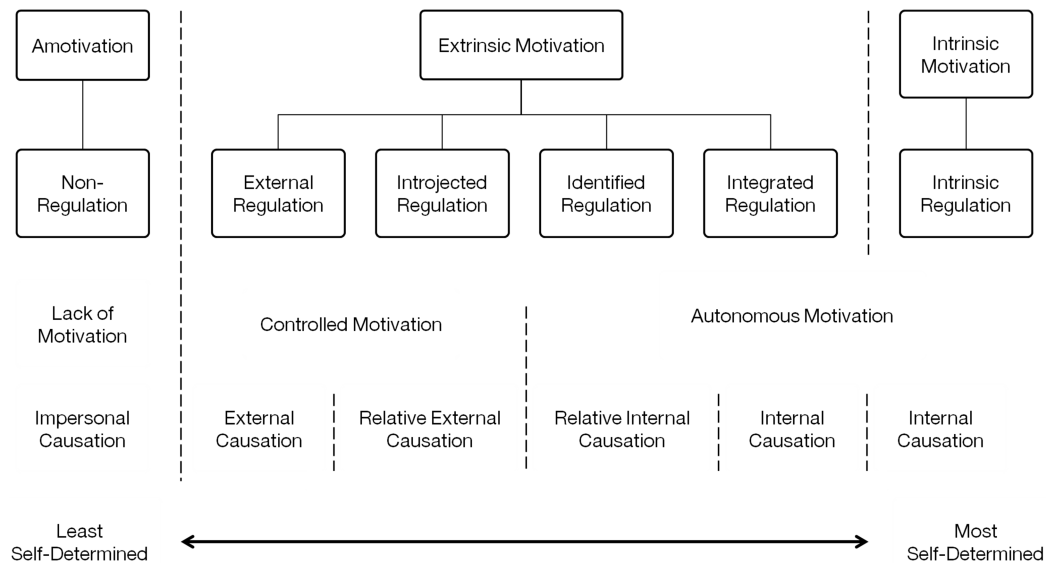 Amotivation
Extrinsic Motivation
Intrinsic
Motivation
Non-
Regulation
External
Regulation
Introjected
Regulation
Identified
Regulation
Integrated
Regulation
Intrinsic
Regulation
Lack of
Motivation
Controlled Motivation
Autonomous Motivation
Impersonal
Causation
External
Causation
Relative External
Causation
Relative Internal
Causation
Internal
Causation
Internal
Causation
Least
Self-Determined
Most
Self-Determined